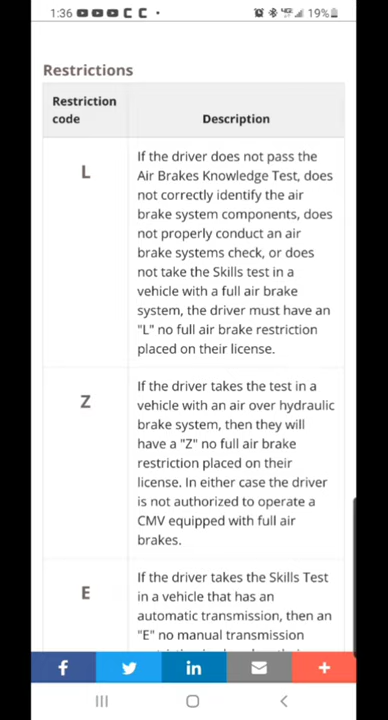 1:36
19%
Restrictions
Restriction
code
Description
L
If the driver does not pass the
Air Brakes Knowledge Test, does
not correctly identify the air
brake system components, does
not properly conduct an air
brake systems check, or does
not take the Skills test in a
vehicle with a full air brake
system, the driver must have an
"L" no full air brake restriction
placed on their license.
Z
If the driver takes the test in a
vehicle with an air over hydraulic
brake system, then they will
have a "Z" no full air brake
restriction placed on their
license. In either case the driver
is not authorized to operate a
CMV equipped with full air
brakes.
E
If the driver takes the Skills Test
in a vehicle that has an
automatic transmission, then an
"E" no manual transmission